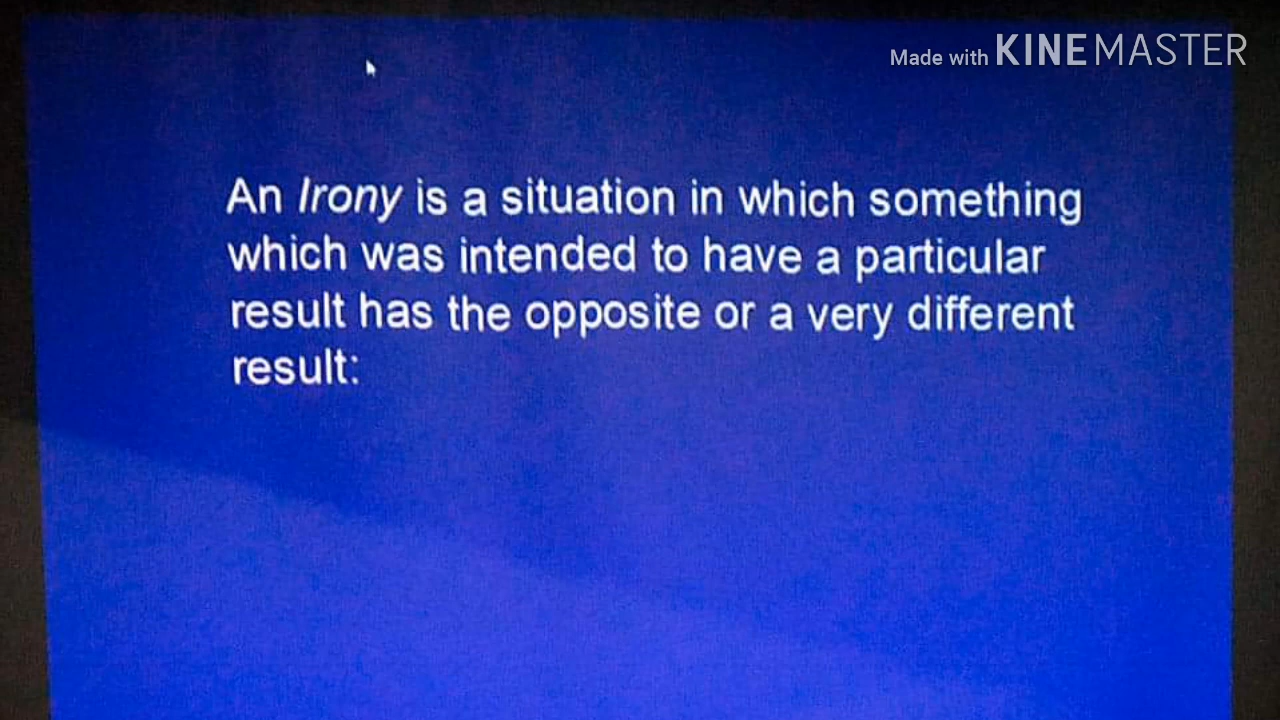 Made with KINEMASTER
An Irony is a situation in which something
which was intended to have a particular
result has the opposite or a very different
result: